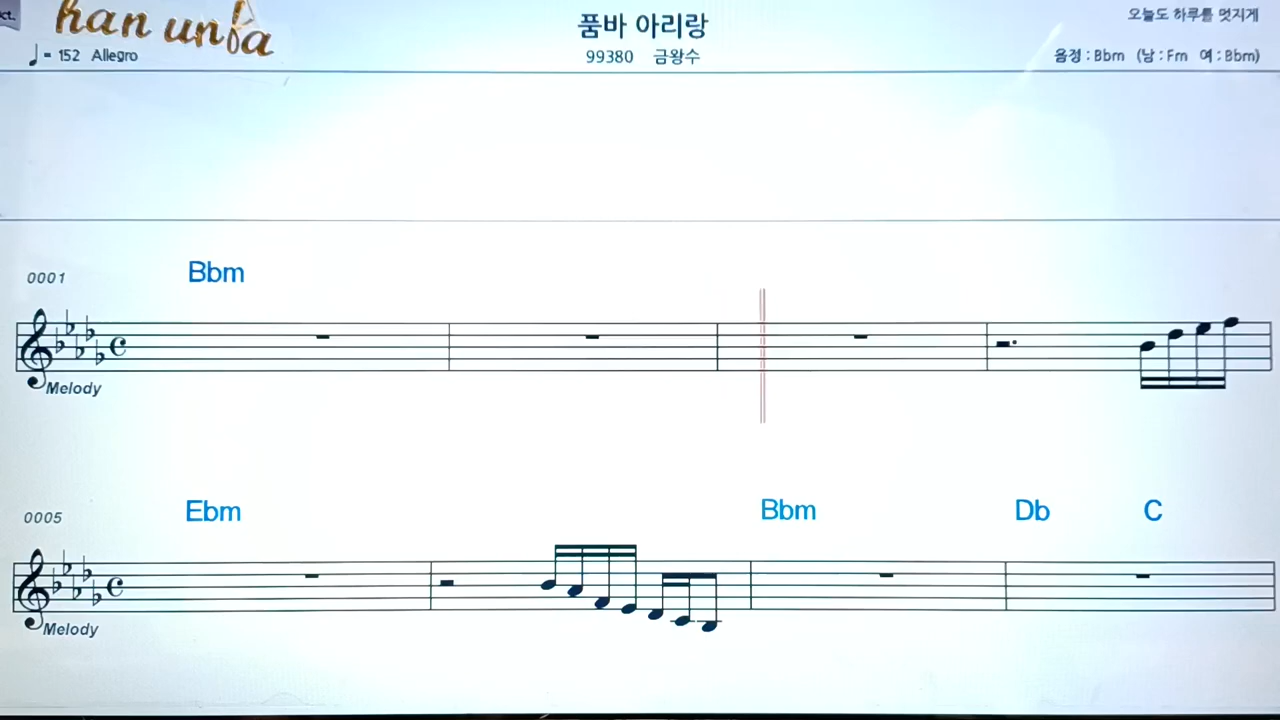 ct.
han unfa
품바 아리랑
오늘도 하루를 멋지게
♩= 152 Allegro
99380 금왕수
음정 : Bbm (남 : Fm 여 : Bbm)
0001
Bbm
Melody
0005
Ebm
Bbm
Db
C
Melody